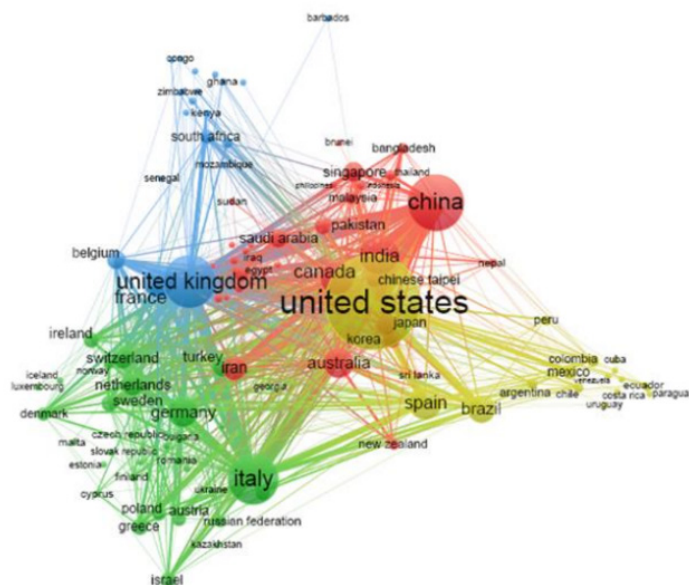 barbados
congo
ghana
zimbabwe
kenya
south africa
brunei
bangladesh
mozambique
singapore
thailand
philippines
indonesia
senegal
malaysia
sudan
china
pakistan
saudi arabia
belgium
iraq
india
nepal
egypt
canada
united kingdom
chinese taipei
france
united states
japan
peru
korea
ireland
switzerland
turkey
australia
colombia
cuba
norway
iran
sri lanka
mexico
iceland
venezuela
luxembourg
netherlands
georgia
argentina
chile
ecuador
sweden
spain
costa rica
paragua
denmark
germany
brazil
uruguay
czech republic
bulgaria
malta
new zealand
slovak republic
estonia
romania
finland
italy
cyprus
ukraine
poland
austria
greece
russian federation
kazakhstan
israel